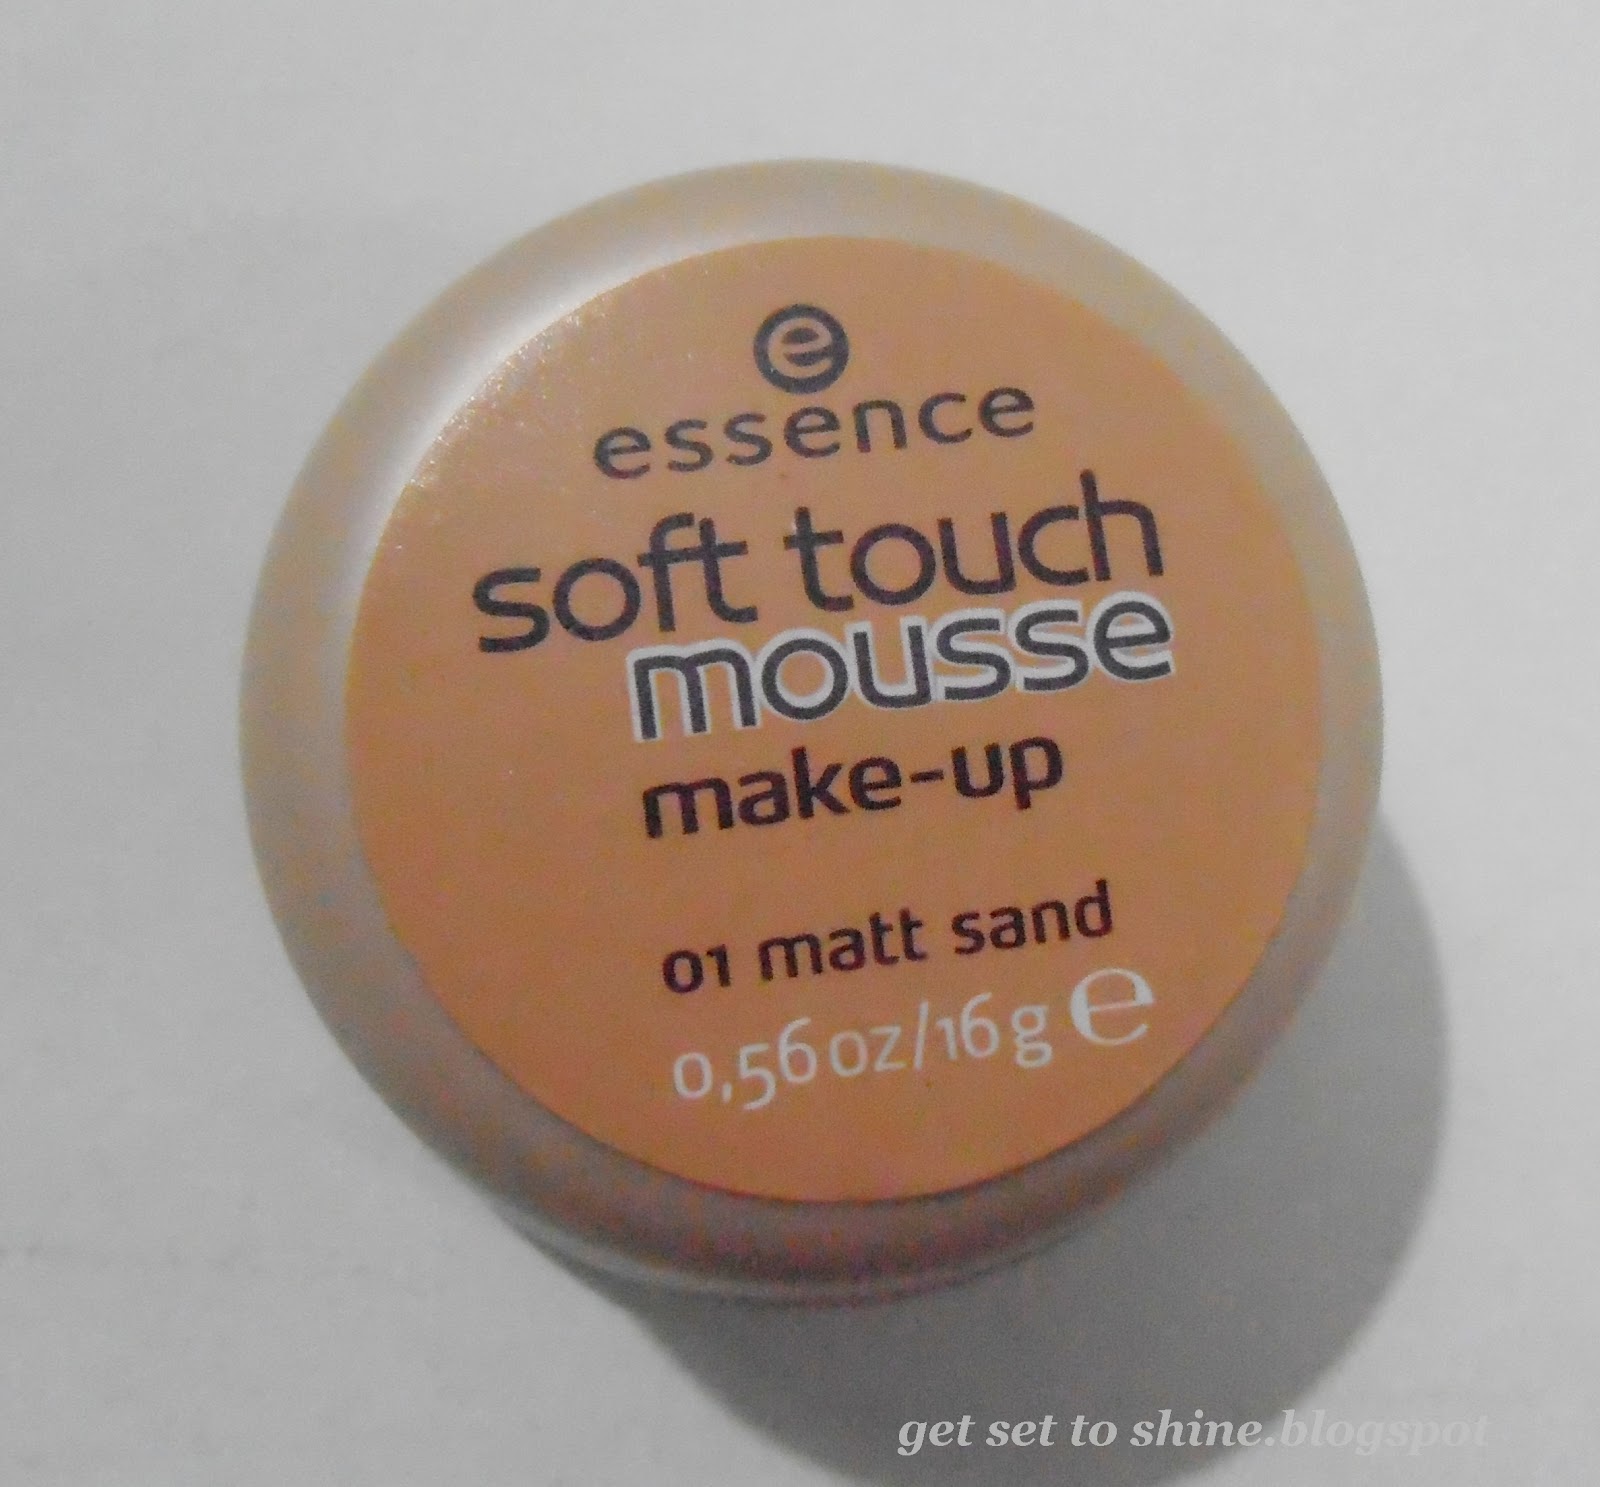 e
essence
soft touch
mousse
make-up
01 matt sand
0,56 oz/16 g ℮
get set to shine.blogspot